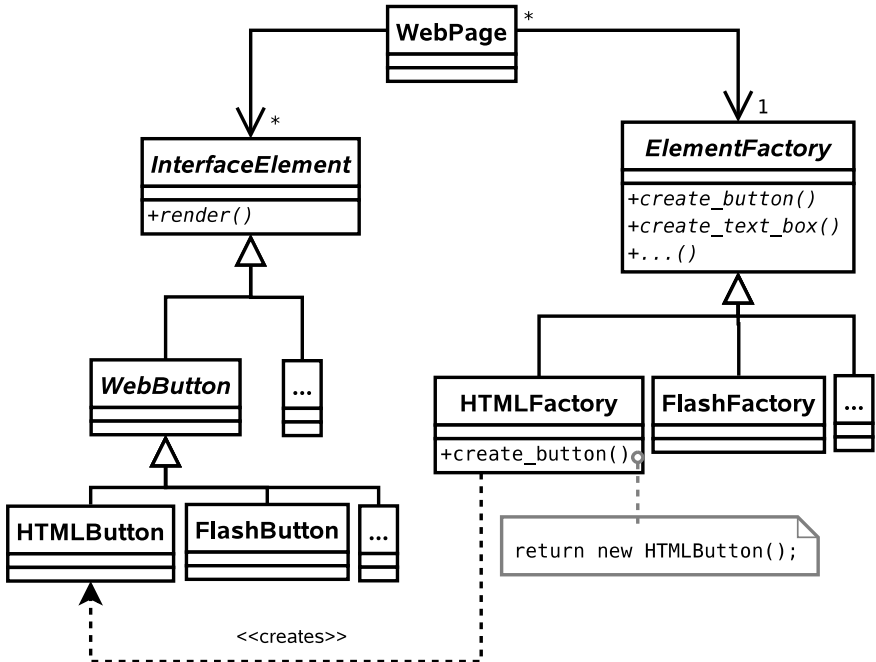 WebPage
*
*
1
InterfaceElement
+render()
ElementFactory
+create_button()
+create_text_box()
+...()
WebButton
...
HTMLFactory
+create_button()
FlashFactory
...
HTMLButton
FlashButton
...
return new HTMLButton();
<<creates>>